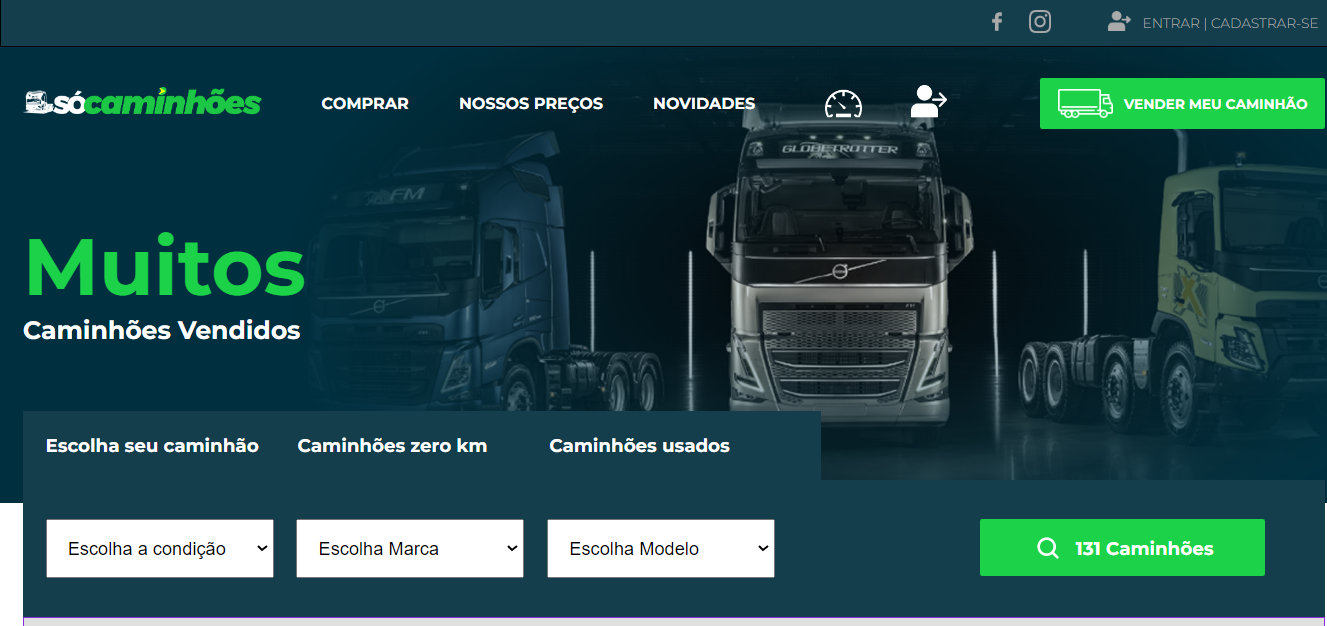 ENTRAR | CADASTRAR-SE
sócaminhões
COMPRAR NOSSOS PREÇOS NOVIDADES VENDER MEU CAMINHÃO
GLOBETROTTER
FM
Muitos
Caminhões Vendidos
Escolha seu caminhão Caminhões zero km Caminhões usados
Escolha a condição Escolha Marca Escolha Modelo 131 Caminhões